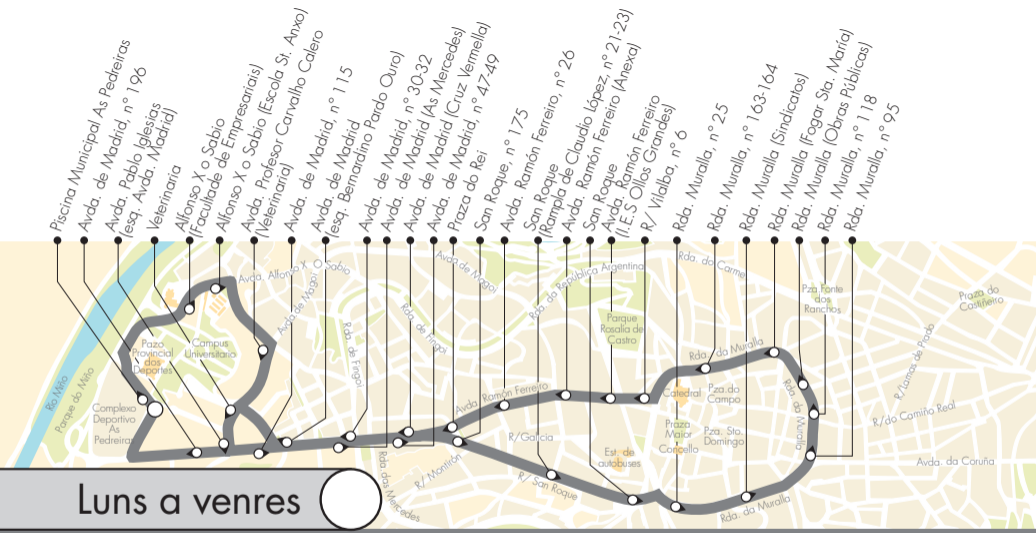 Piscina Municipal As Pedreiras
Avda. de Madrid, nº 196
Avda. Pablo Iglesias
(esq. Avda. Madrid)
Veterinaria
Alfonso X o Sabio
(Facultade de Empresariais)
Alfonso X o Sabio (Escola St. Anxo)
Avda. Profesor Carvalho Calero
(Veterinaria)
Avda. de Madrid, nº 115
Avda. de Madrid
(esq. Bernardino Pardo Ouro)
Avda. de Madrid, nº 30-32
Avda. de Madrid (As Mercedes)
Avda. de Madrid (Cruz Vermella)
Avda. de Madrid, nº 47-49
Praza do Rei
San Roque, nº 175
Avda. Ramón Ferreiro, nº 26
San Roque
(Rampla de Claudio López, nº 21-23)
Avda. Ramón Ferreiro (Anexa)
San Roque
Avda. Ramón Ferreiro
(I.E.S Ollos Grandes)
R/ Vilalba, nº 6
Rda. Muralla, nº 25
Rda. Muralla, nº 163-164
Rda. Muralla (Sindicatos)
Rda. Muralla (Fogar Sta. María)
Rda. Muralla (Obras Públicas)
Rda. Muralla, nº 118
Rda. Muralla, nº 95
Avda. Alfonso X O Sabio
Avda de Magoi
Avda de Magoi
Rda. de Fingoi
Rda. de Fingoi
Rda da República Argentina
Rda. do Carme
Pza.Fonte
dos
Ranchos
Praza do
Castiñeiro
Parque
Rosalía de
Castro
R/Lamas de Prado
Río Miño
Parque do Miño
Pazo
Provincial
dos
Deportes
Campus
Universitario
Complexo
Deportivo
As
Pedreiras
Rda. da Muralla
Rda. da Muralla
Avda. Ramón Ferreiro
Catedral
Pza.do
Campo
Praza
Maior
Concello
Pza. Sto.
Domingo
R/do Camiño Real
Avda. da Coruña
R/Galicia
Est. de
autobuses
R/ Montirón
R/ San Roque
Rda das Mercedes
Rda. da Muralla
Luns a venres